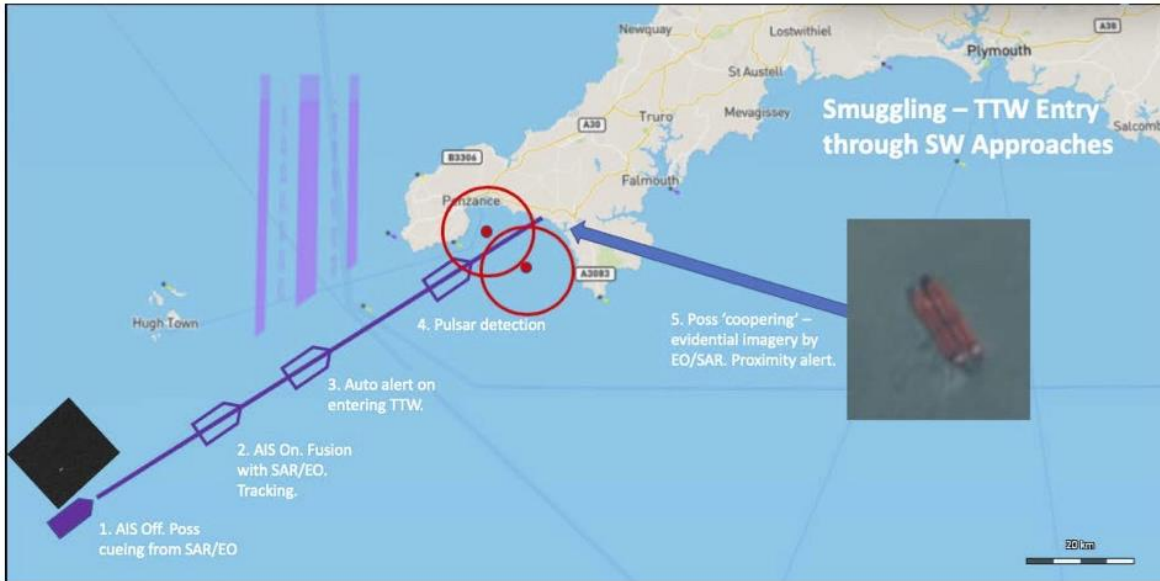 Newquay
Lostwithiel
A38
Plymouth
St Austell
Smuggling – TTW Entry
through SW Approaches
Truro
Mevagissey
Salcomb
A30
B3306
Penzance
Falmouth
A3083
Hugh Town
4. Pulsar detection
5. Poss ‘coopering’ –
evidential imagery by
EO/SAR. Proximity alert.
3. Auto alert on
entering TTW.
2. AIS On. Fusion
with SAR/EO.
Tracking.
1. AIS Off. Poss
cueing from SAR/EO
20 km